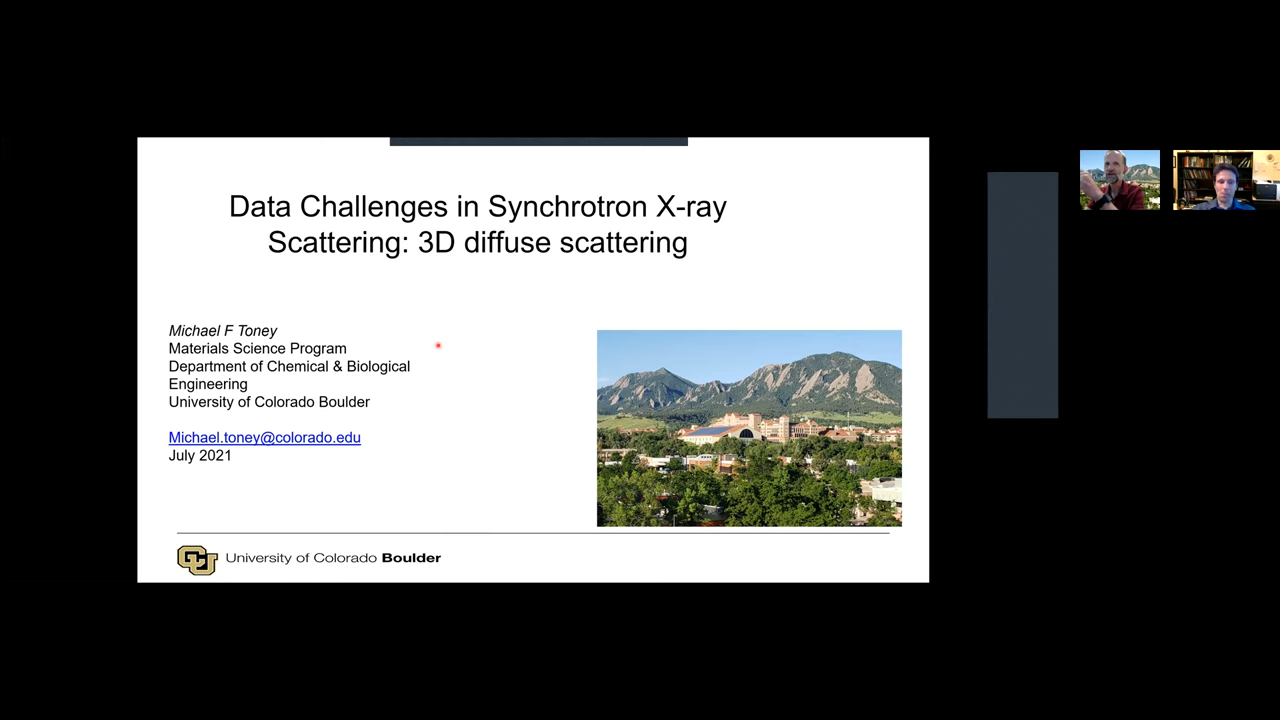 Data Challenges in Synchrotron X-ray
Scattering: 3D diffuse scattering
Michael F Toney
Materials Science Program
Department of Chemical & Biological
Engineering
University of Colorado Boulder
Michael.toney@colorado.edu
July 2021
CU
University of Colorado Boulder